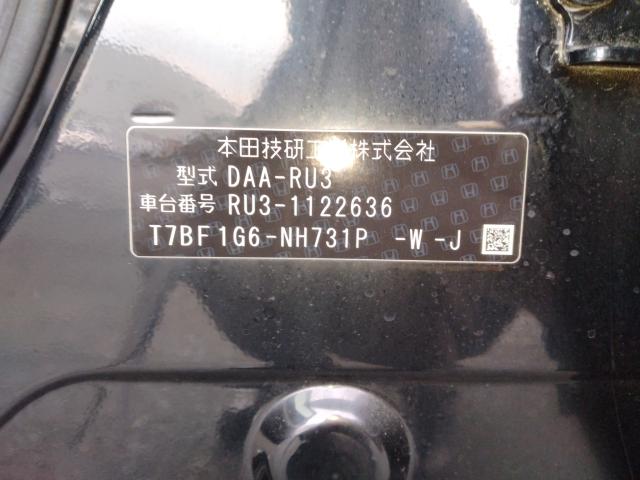 本田技研工業株式会社
型式 DAA-RU3
車台番号 RU3-1122636
T7BF1G6-NH731P -W -J